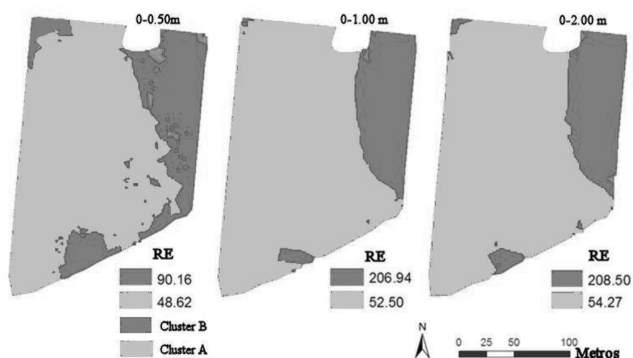 0-0.50m
0-1.00 m
0-2.00 m
RE
90.16
48.62
Cluster B
Cluster A
RE
206.94
52.50
RE
208.50
54.27
N
0 25 50 100
Metros